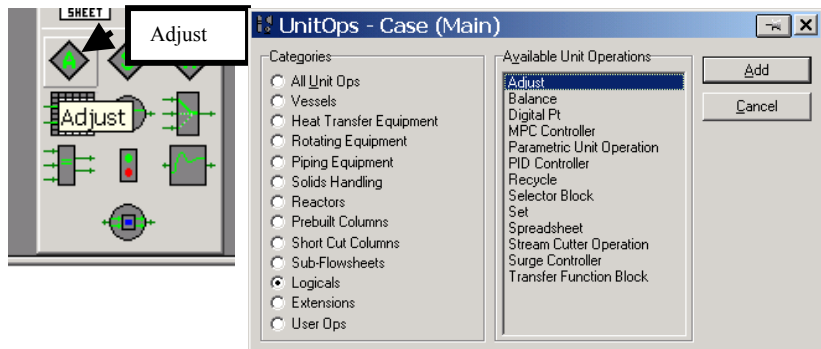 SHEET
Adjust
A
Adjust
UnitOps - Case (Main)
Categories
All Unit Ops
Vessels
Heat Transfer Equipment
Rotating Equipment
Piping Equipment
Solids Handling
Reactors
Prebuilt Columns
Short Cut Columns
Sub-Flowsheets
Logicals
Extensions
User Ops
Available Unit Operations
Adjust
Balance
Digital Pt
MPC Controller
Parametric Unit Operation
PID Controller
Recycle
Selector Block
Set
Spreadsheet
Stream Cutter Operation
Surge Controller
Transfer Function Block
Add
Cancel